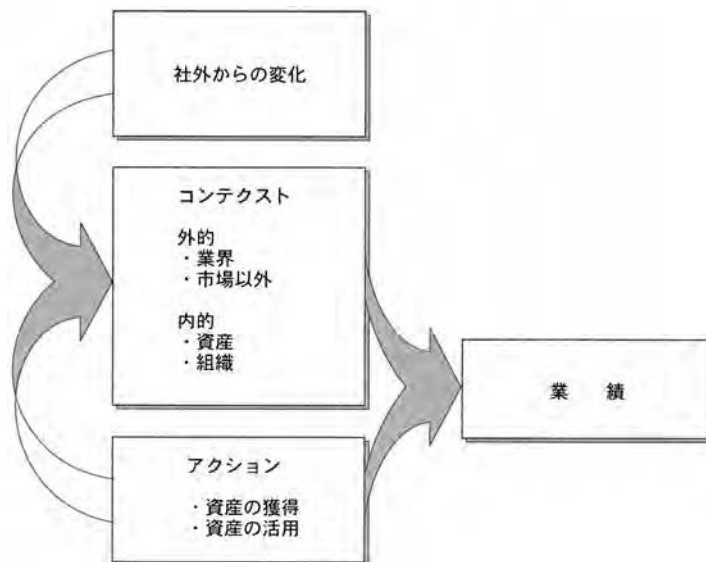 社外からの変化
コンテクスト
外的
・業界
・市場以外
内的
・資産
・組織
業　績
アクション
・資産の獲得
・資産の活用